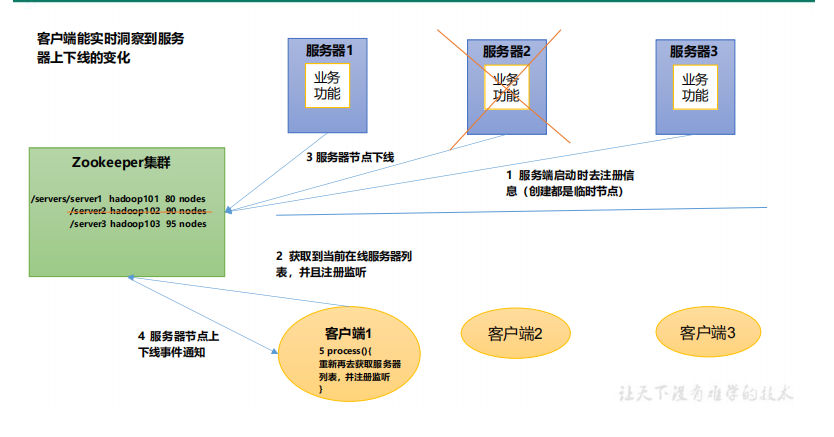 客户端能实时洞察到服务
器上下线的变化
服务器1
业务
功能
服务器2
业务
功能
服务器3
业务
功能
3 服务器节点下线
1 服务端启动时去注册信
息（创建都是临时节点）
Zookeeper集群
/servers/server1 hadoop101 80 nodes
/server2 hadoop102 90 nodes
/server3 hadoop103 95 nodes
2 获取到当前在线服务器列
表，并且注册监听
4 服务器节点上
下线事件通知
客户端1
5 process(){
重新再去获取服务器
列表，并注册监听
}
客户端2
客户端3
让天下没有难学的技术